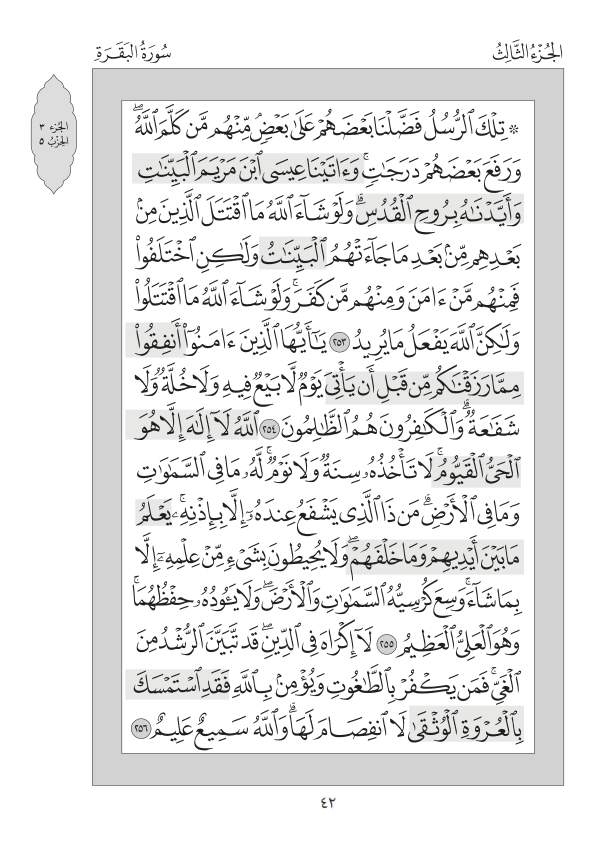 الجُزْءُ الثَّالِثُ
سُورَةُ البَقَرَةِ
الجُزء ٣
الحِزْبُ ٥
۞ تِلْكَ ٱلرُّسُلُ فَضَّلْنَا بَعْضَهُمْ عَلَىٰ بَعْضٍۘ مِّنْهُم مَّن كَلَّمَ ٱللَّهُۖ
وَرَفَعَ بَعْضَهُمْ دَرَجَٰتٍۚ وَءَاتَيْنَا عِيسَى ٱبْنَ مَرْيَمَ ٱلْبَيِّنَٰتِ
وَأَيَّدْنَٰهُ بِرُوحِ ٱلْقُدُسِۗ وَلَوْ شَآءَ ٱللَّهُ مَا ٱقْتَتَلَ ٱلَّذِينَ مِنۢ
بَعْدِهِم مِّنۢ بَعْدِ مَا جَآءَتْهُمُ ٱلْبَيِّنَٰتُ وَلَٰكِنِ ٱخْتَلَفُوا۟
فَمِنْهُم مَّنْ ءَامَنَ وَمِنْهُم مَّن كَفَرَۚ وَلَوْ شَآءَ ٱللَّهُ مَا ٱقْتَتَلُوا۟
وَلَٰكِنَّ ٱللَّهَ يَفْعَلُ مَا يُرِيدُ ٢٥٣ يَٰٓأَيُّهَا ٱلَّذِينَ ءَامَنُوٓا۟ أَنفِقُوا۟
مِمَّا رَزَقْنَٰكُم مِّن قَبْلِ أَن يَأْتِىَ يَوْمٌ لَّا بَيْعٌ فِيهِ وَلَا خُلَّةٌ وَلَا
شَفَٰعَةٌۗ وَٱلْكَٰفِرُونَ هُمُ ٱلظَّٰلِمُونَ ٢٥٤ ٱللَّهُ لَآ إِلَٰهَ إِلَّا هُوَ
ٱلْحَىُّ ٱلْقَيُّومُۚ لَا تَأْخُذُهُۥ سِنَةٌ وَلَا نَوْمٌۚ لَّهُۥ مَا فِى ٱلسَّمَٰوَٰتِ
وَمَا فِى ٱلْأَرْضِۗ مَن ذَا ٱلَّذِى يَشْفَعُ عِندَهُۥٓ إِلَّا بِإِذْنِهِۦۚ يَعْلَمُ
مَا بَيْنَ أَيْدِيهِمْ وَمَا خَلْفَهُمْۖ وَلَا يُحِيطُونَ بِشَىْءٍ مِّنْ عِلْمِهِۦٓ إِلَّا
بِمَا شَآءَۚ وَسِعَ كُرْسِيُّهُ ٱلسَّمَٰوَٰتِ وَٱلْأَرْضَۖ وَلَا يَـُٔودُهُۥ حِفْظُهُمَاۚ
وَهُوَ ٱلْعَلِىُّ ٱلْعَظِيمُ ٢٥٥ لَآ إِكْرَاهَ فِى ٱلدِّينِۖ قَد تَّبَيَّنَ ٱلرُّشْدُ مِنَ
ٱلْغَىِّۚ فَمَن يَكْفُرْ بِٱلطَّٰغُوتِ وَيُؤْمِنۢ بِٱللَّهِ فَقَدِ ٱسْتَمْسَكَ
بِٱلْعُرْوَةِ ٱلْوُثْقَىٰ لَا ٱنفِصَامَ لَهَاۗ وَٱللَّهُ سَمِيعٌ عَلِيمٌ ٢٥٦
٤٢